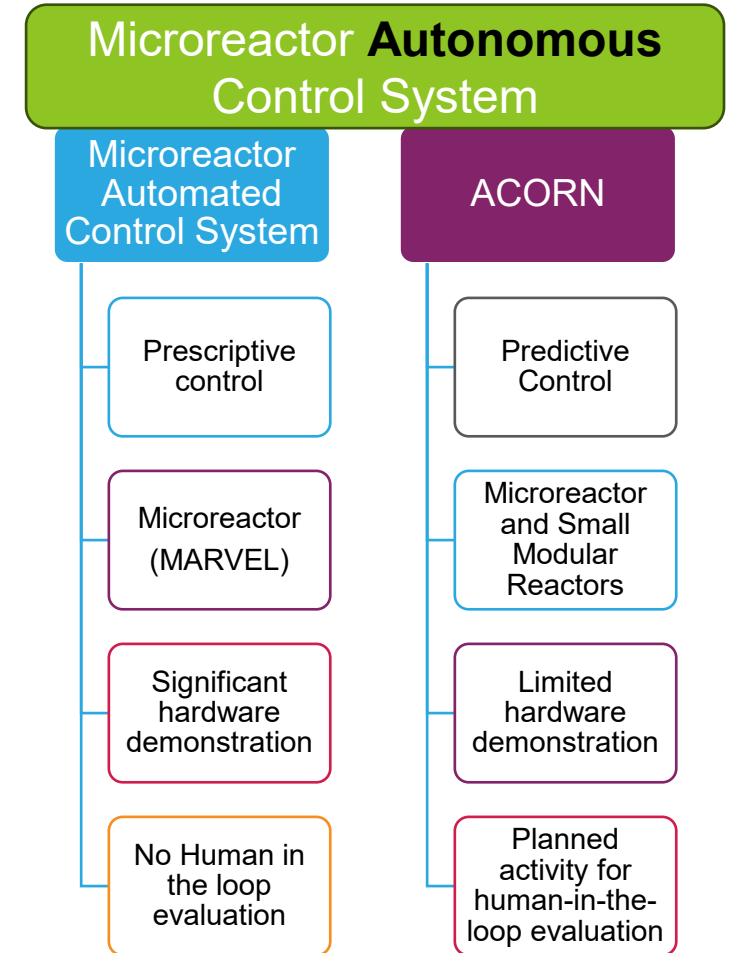 Microreactor Autonomous
Control System
Microreactor
Automated
Control System
Prescriptive
control
Microreactor
(MARVEL)
Significant
hardware
demonstration
No Human in
the loop
evaluation
ACORN
Predictive
Control
Microreactor
and Small
Modular
Reactors
Limited
hardware
demonstration
Planned
activity for
human-in-the-
loop evaluation